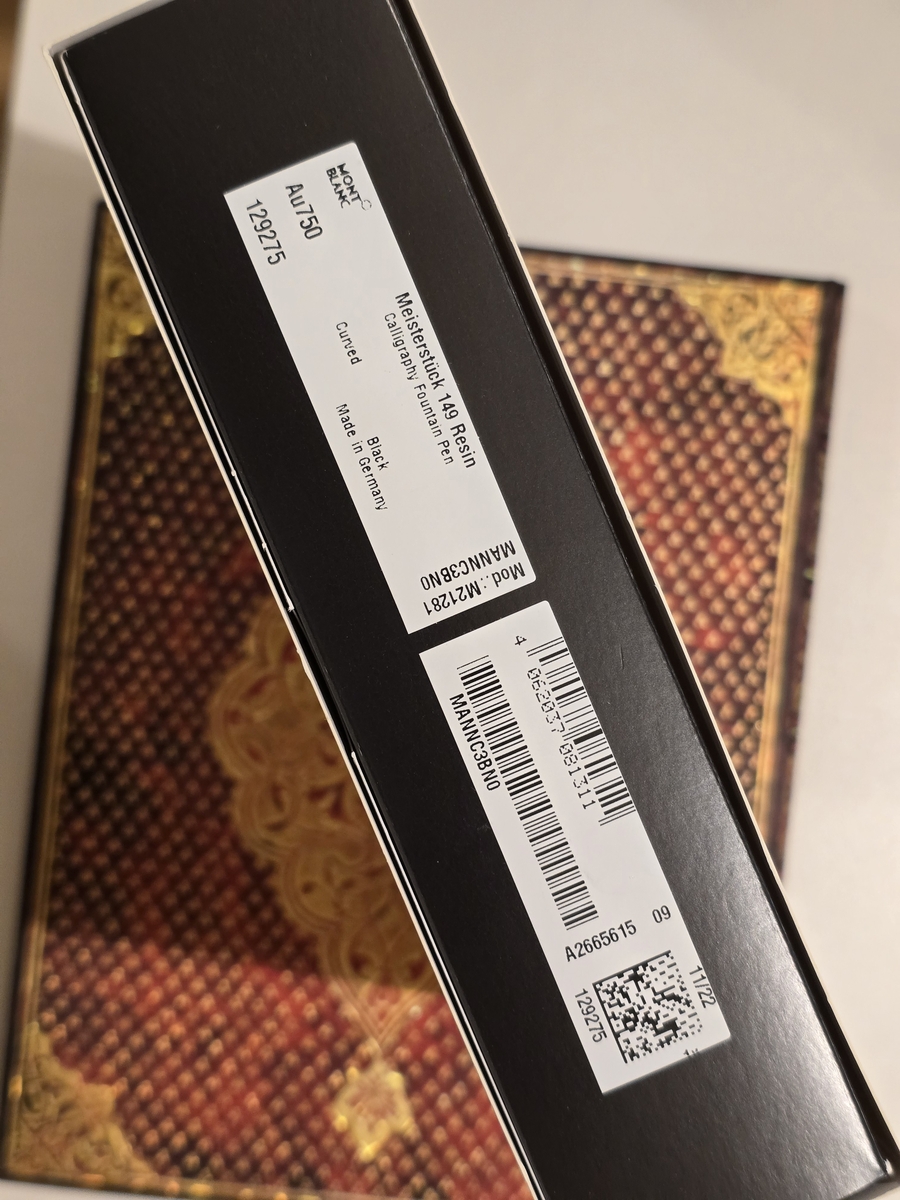 MONT
BLANC
Au750
129275
Meisterstück 149 Resin
Calligraphy Fountain Pen
Curved
Black
Made in Germany
Mod.: M21281
MANNC3BN0
4 062037 081311
MANNC3BN0
A2665615 09
11/22
129275
1x